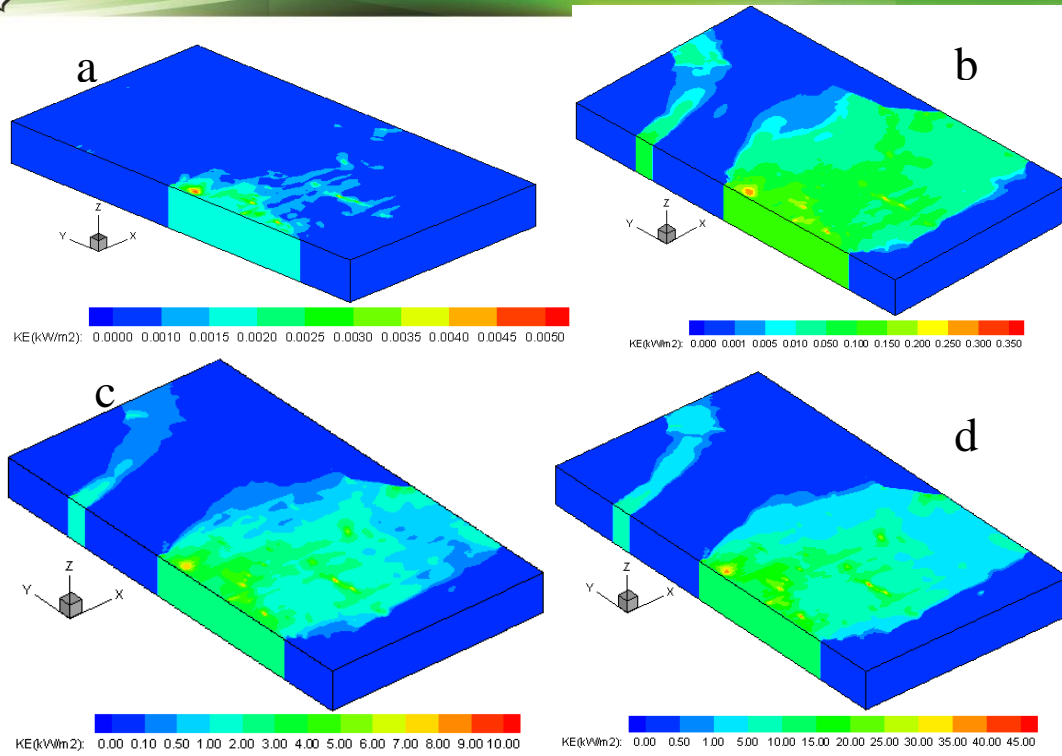 a
Z
Y X
KE(kW/m2): 0.0000 0.0010 0.0015 0.0020 0.0025 0.0030 0.0035 0.0040 0.0045 0.0050
b
Z
Y X
KE(kW/m2): 0.000 0.001 0.005 0.010 0.050 0.100 0.150 0.200 0.250 0.300 0.350
c
Z
Y X
KE(kW/m2): 0.00 0.10 0.50 1.00 2.00 3.00 4.00 5.00 6.00 7.00 8.00 9.00 10.00
d
Z
Y X
KE(kW/m2): 0.00 0.50 1.00 5.00 10.00 15.00 20.00 25.00 30.00 35.00 40.00 45.00